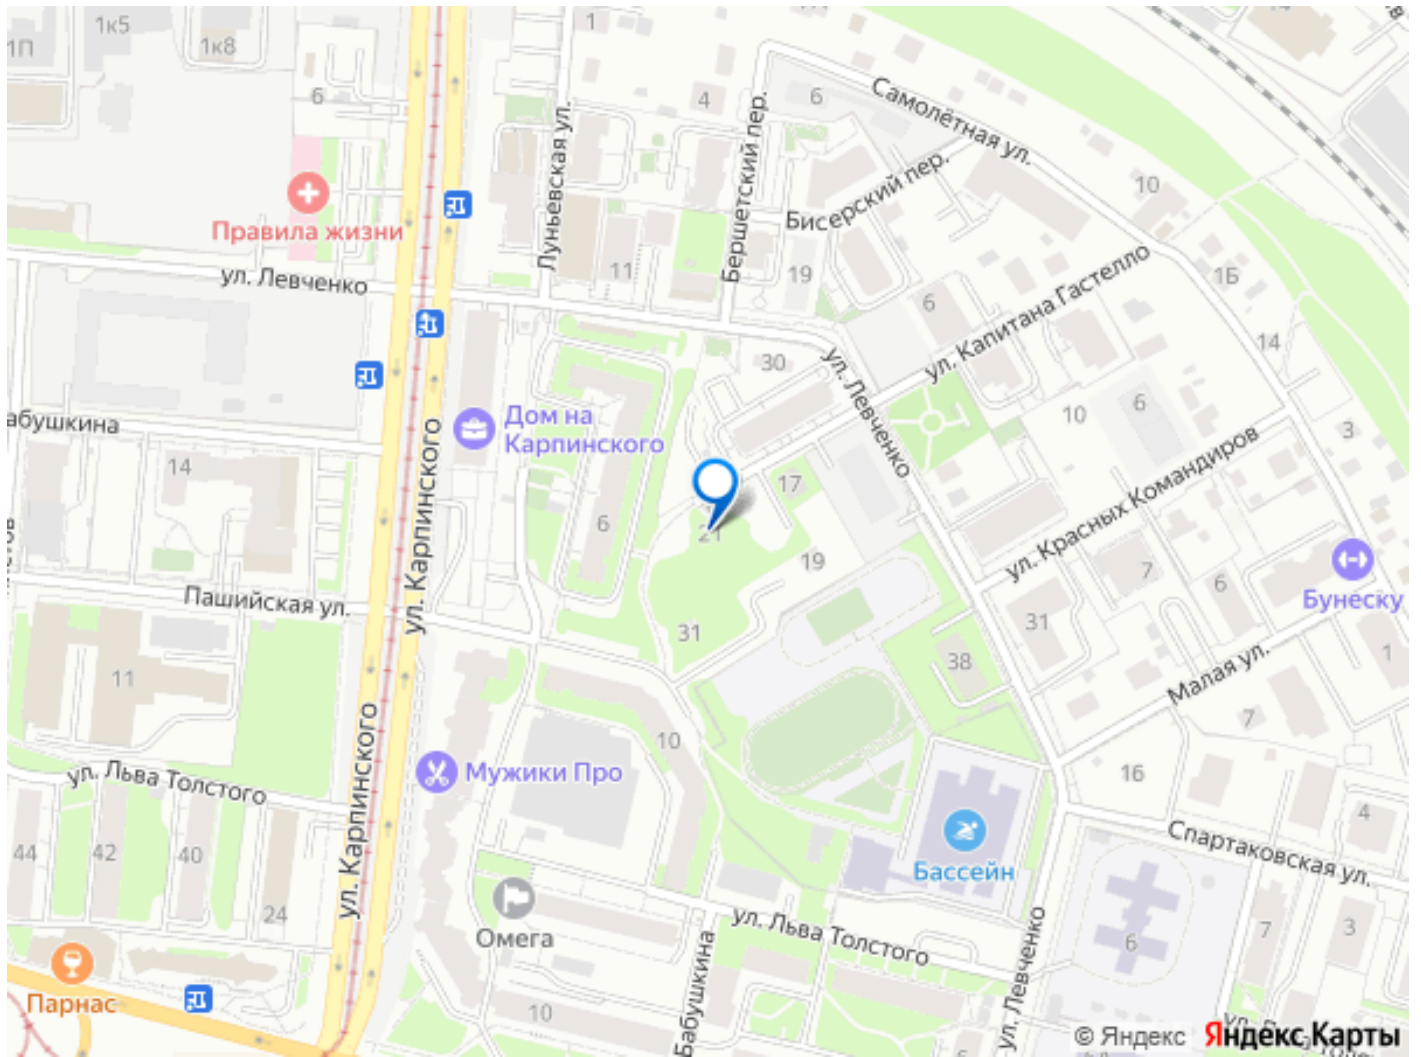 1к5
1
1П
1к8
6
4
6
Самолётная ул.
Луньевская ул.
Бершетский пер.
Бисерский пер.
10
Правила жизни
ул. Левченко
11
19
6
1Б
ул. Капитана Гастелло
14
30
ул. Левченко
Дом на
Карпинского
ул. Карпинского
абушкина
14
6
17
21
19
10
6
3
ул. Красных Командиров
7
6
Бунеску
Пашийская ул.
31
31
38
Малая ул.
1
11
7
10
16
ул. Карпинского
Мужики Про
ул. Льва Толстого
44
42
40
24
Бассейн
4
Спартаковская ул.
Омега
ул. Льва Толстого
ул. Левченко
6
7
3
Парнас
10
Бабушкина
© Яндекс Яндекс Карты